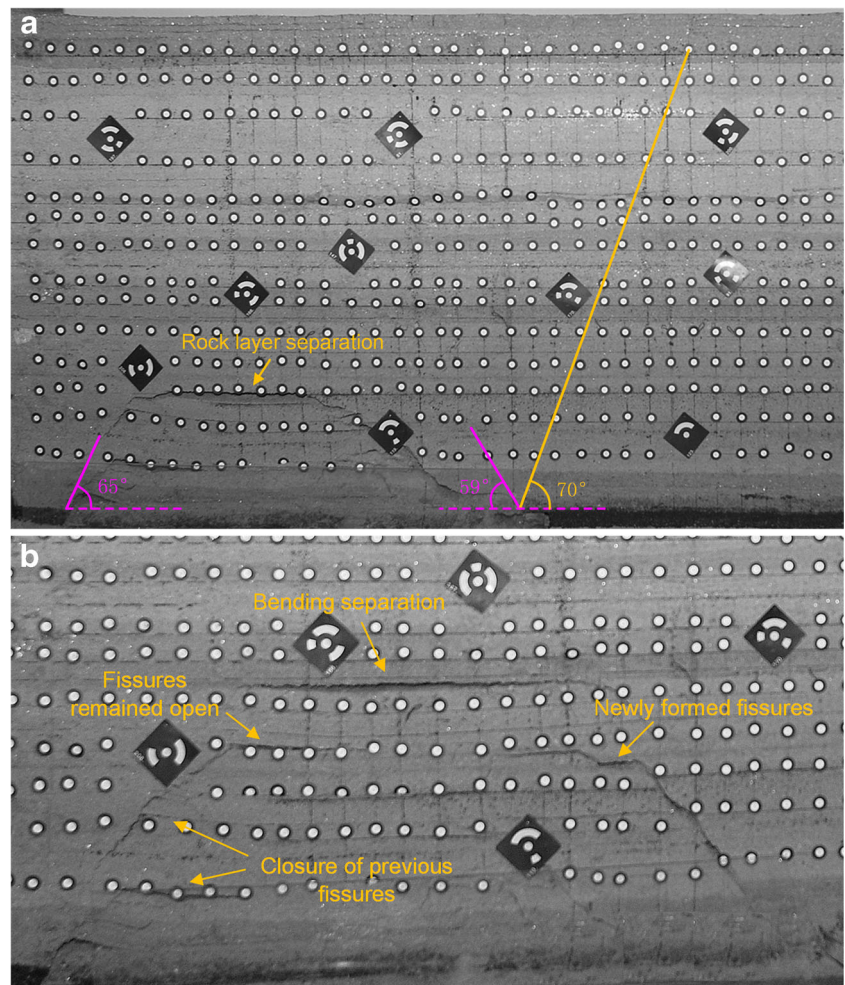 a
Rock layer separation
65°
59°
70°
b
Bending separation
Fissures
remained open
Newly formed fissures
Closure of previous
fissures